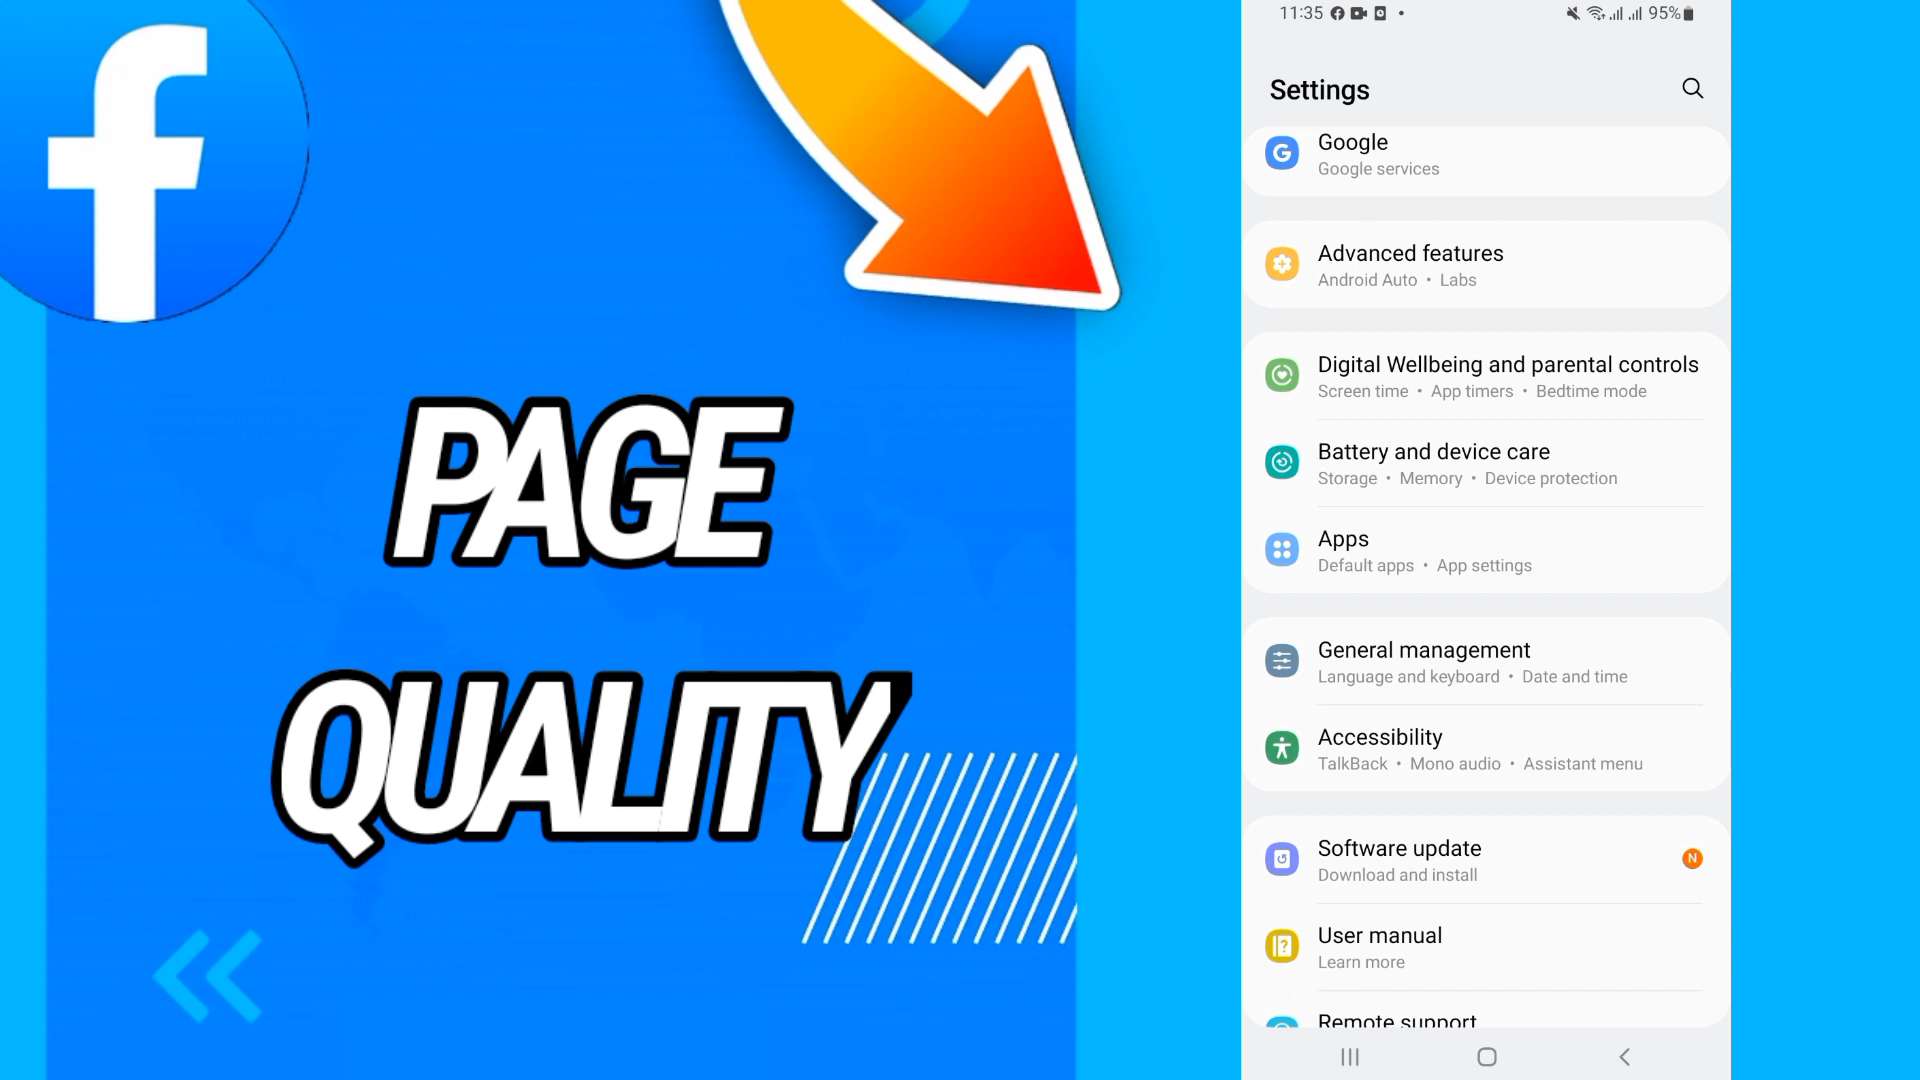 PAGE
QUALITY
11:35
95%
Settings
Google
Google services
Advanced features
Android Auto • Labs
Digital Wellbeing and parental controls
Screen time • App timers • Bedtime mode
Battery and device care
Storage • Memory • Device protection
Apps
Default apps • App settings
General management
Language and keyboard • Date and time
Accessibility
TalkBack • Mono audio • Assistant menu
Software update
N
Download and install
User manual
Learn more
Remote support